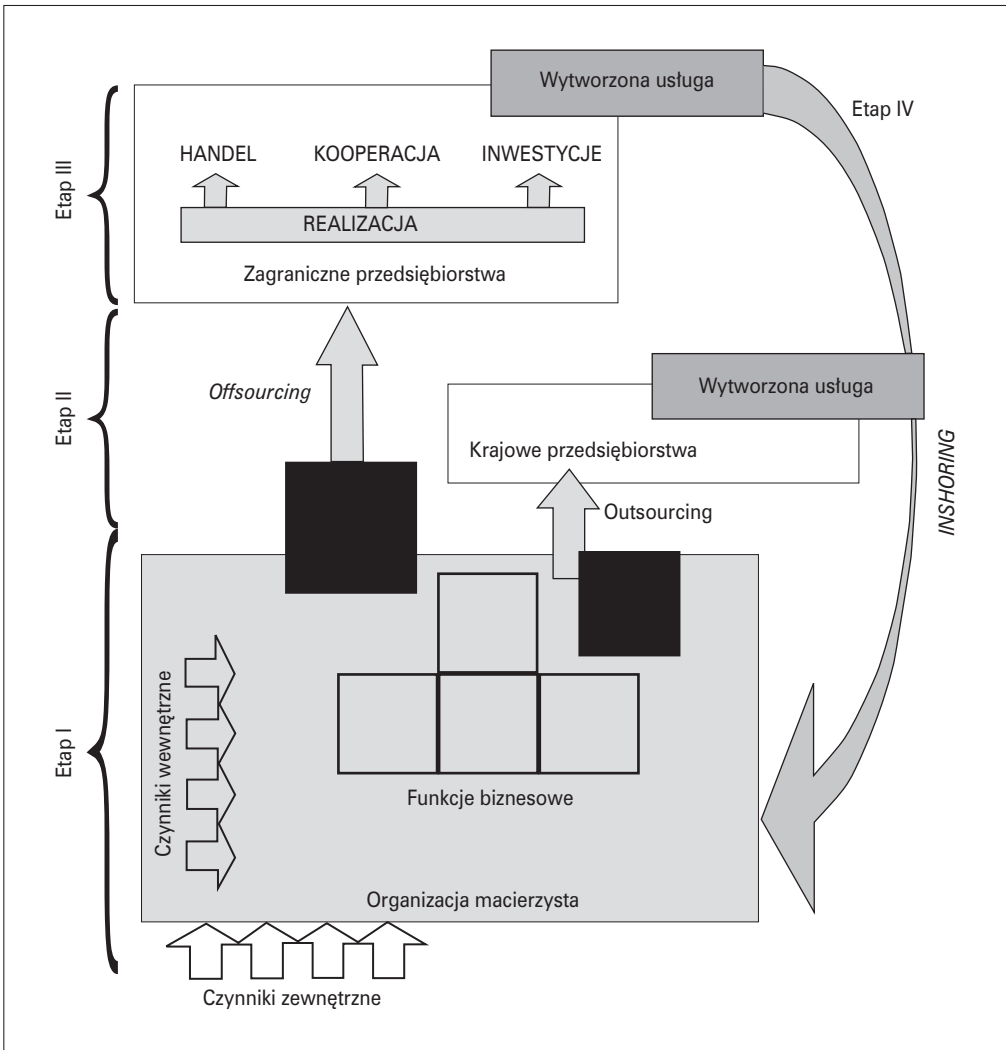 Wytworzona usługa
Etap IV
Etap III
HANDEL
KOOPERACJA
INWESTYCJE
REALIZACJA
Zagraniczne przedsiębiorstwa
Etap II
Offsourcing
Wytworzona usługa
Krajowe przedsiębiorstwa
Outsourcing
INSHORING
Etap I
Czynniki wewnętrzne
Funkcje biznesowe
Organizacja macierzysta
Czynniki zewnętrzne